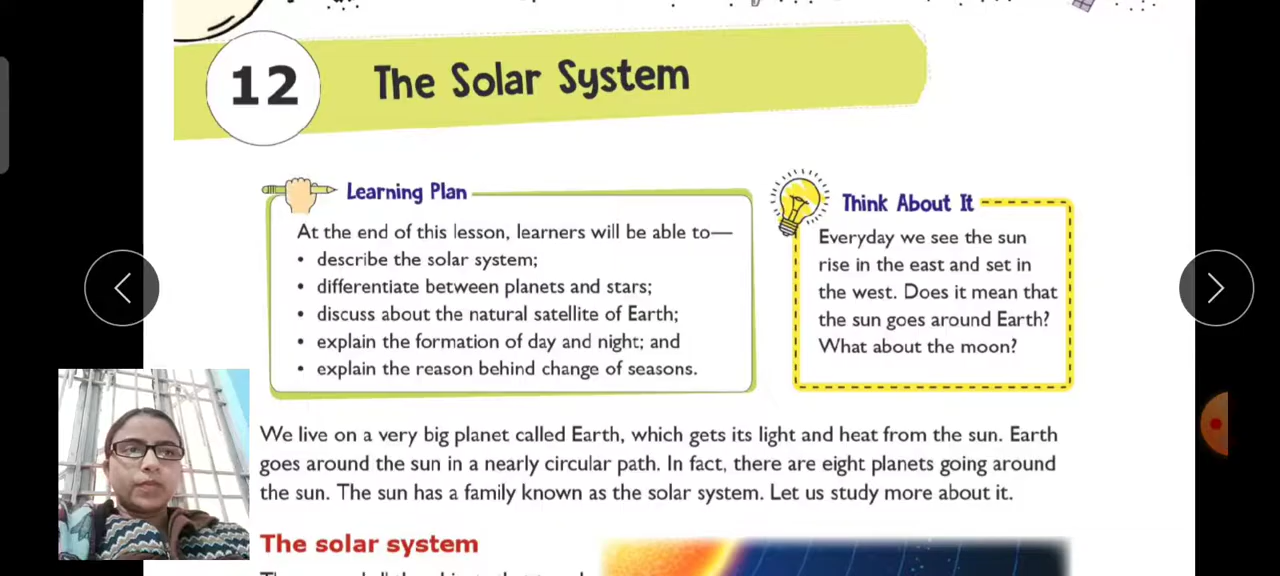 12
The Solar System
Learning Plan
At the end of this lesson, learners will be able to—
• describe the solar system;
• differentiate between planets and stars;
• discuss about the natural satellite of Earth;
• explain the formation of day and night; and
• explain the reason behind change of seasons.
Think About It
Everyday we see the sun
rise in the east and set in
the west. Does it mean that
the sun goes around Earth?
What about the moon?
We live on a very big planet called Earth, which gets its light and heat from the sun. Earth
goes around the sun in a nearly circular path. In fact, there are eight planets going around
the sun. The sun has a family known as the solar system. Let us study more about it.
The solar system